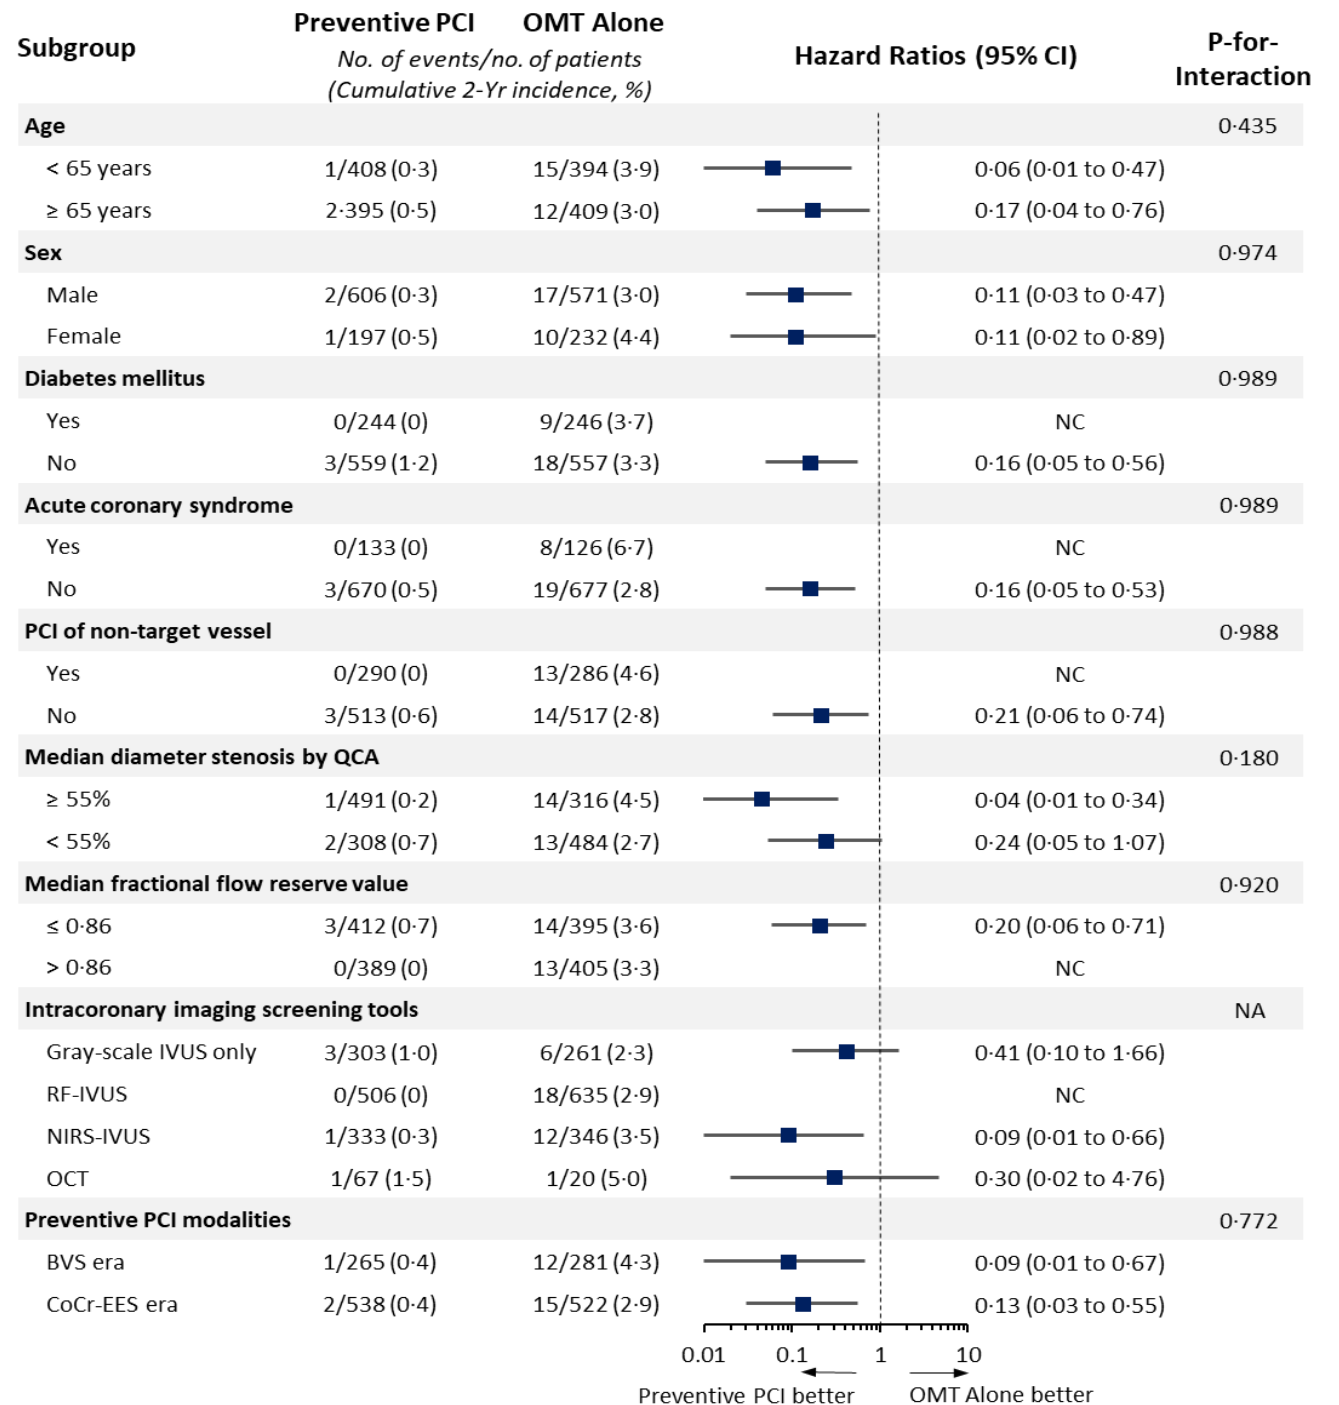 Subgroup Preventive PCI OMT Alone Hazard Ratios (95% CI) P-for-Interaction
No. of events/no. of patients
(Cumulative 2-Yr incidence, %)
Age 0·435
< 65 years 1/408 (0·3) 15/394 (3·9) 0·06 (0·01 to 0·47)
≥ 65 years 2·395 (0·5) 12/409 (3·0) 0·17 (0·04 to 0·76)
Sex 0·974
Male 2/606 (0·3) 17/571 (3·0) 0·11 (0·03 to 0·47)
Female 1/197 (0·5) 10/232 (4·4) 0·11 (0·02 to 0·89)
Diabetes mellitus 0·989
Yes 0/244 (0) 9/246 (3·7) NC
No 3/559 (1·2) 18/557 (3·3) 0·16 (0·05 to 0·56)
Acute coronary syndrome 0·989
Yes 0/133 (0) 8/126 (6·7) NC
No 3/670 (0·5) 19/677 (2·8) 0·16 (0·05 to 0·53)
PCI of non-target vessel 0·988
Yes 0/290 (0) 13/286 (4·6) NC
No 3/513 (0·6) 14/517 (2·8) 0·21 (0·06 to 0·74)
Median diameter stenosis by QCA 0·180
≥ 55% 1/491 (0·2) 14/316 (4·5) 0·04 (0·01 to 0·34)
< 55% 2/308 (0·7) 13/484 (2·7) 0·24 (0·05 to 1·07)
Median fractional flow reserve value 0·920
≤ 0·86 3/412 (0·7) 14/395 (3·6) 0·20 (0·06 to 0·71)
> 0·86 0/389 (0) 13/405 (3·3) NC
Intracoronary imaging screening tools NA
Gray-scale IVUS only 3/303 (1·0) 6/261 (2·3) 0·41 (0·10 to 1·66)
RF-IVUS 0/506 (0) 18/635 (2·9) NC
NIRS-IVUS 1/333 (0·3) 12/346 (3·5) 0·09 (0·01 to 0·66)
OCT 1/67 (1·5) 1/20 (5·0) 0·30 (0·02 to 4·76)
Preventive PCI modalities 0·772
BVS era 1/265 (0·4) 12/281 (4·3) 0·09 (0·01 to 0·67)
CoCr-EES era 2/538 (0·4) 15/522 (2·9) 0·13 (0·03 to 0·55)
0.01 0.1 1 10
Preventive PCI better OMT Alone better